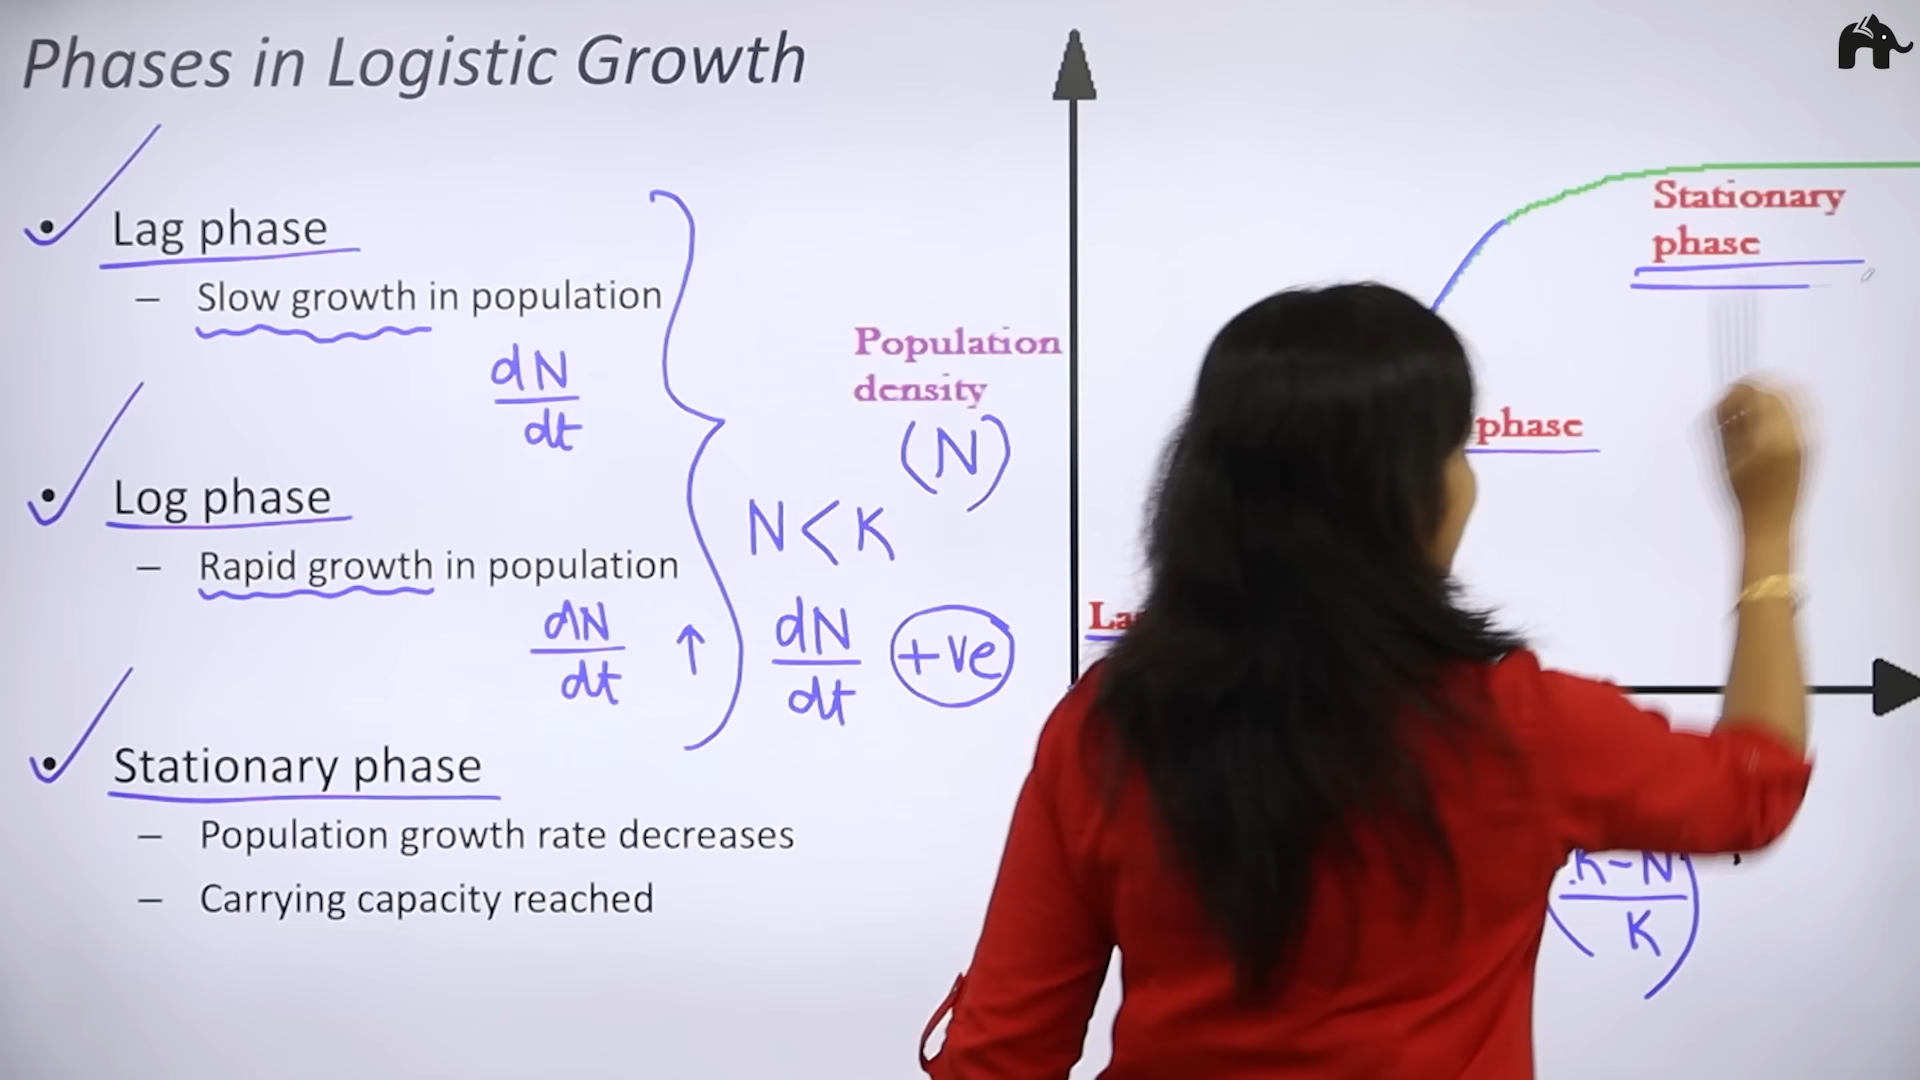 Phases in Logistic Growth
• Lag phase
– Slow growth in population
dN
dt
• Log phase
– Rapid growth in population
dN
dt ↑
• Stationary phase
– Population growth rate decreases
– Carrying capacity reached
N < K
dN
dt
+ve
Population
density
(N)
Stationary
phase
phase
K-N
K